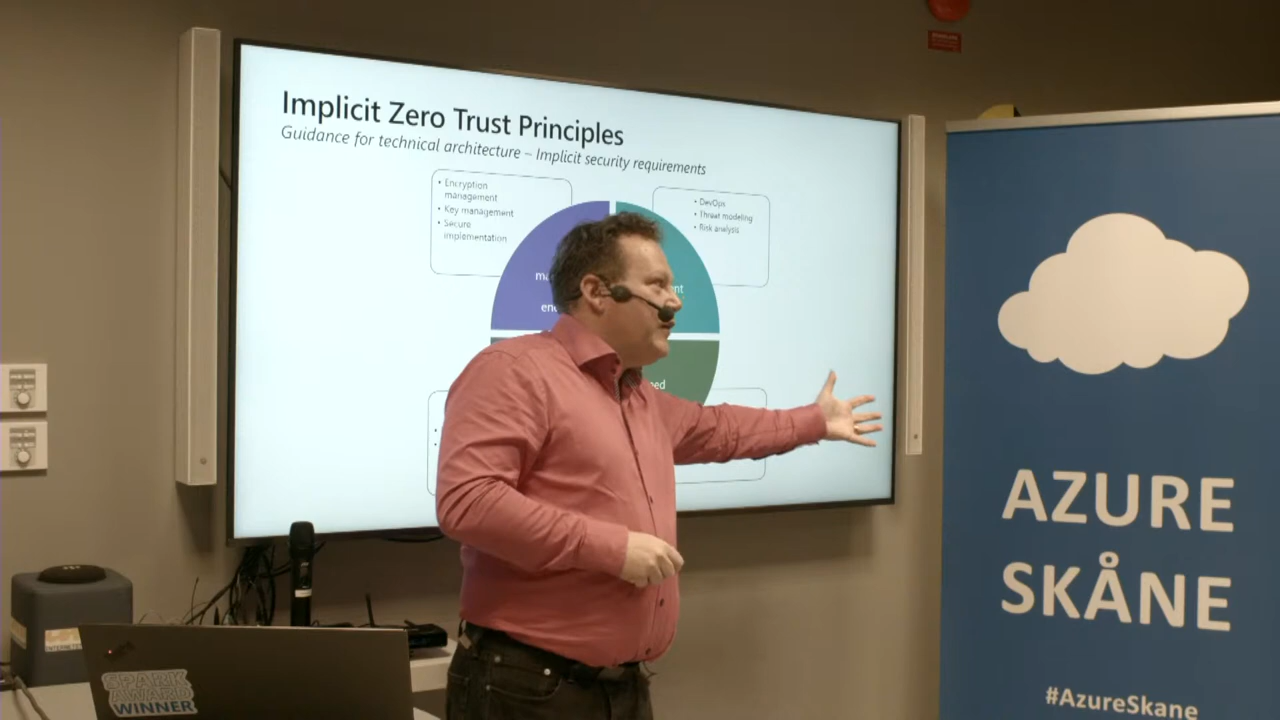 Implicit Zero Trust Principles
Guidance for technical architecture – Implicit security requirements
• Encryption
management
• Key management
• Secure
implementation
• DevOps
• Threat modeling
• Risk analysis
AZURE
SKÅNE
#AzureSkane
SPARK
AWARD
WINNER